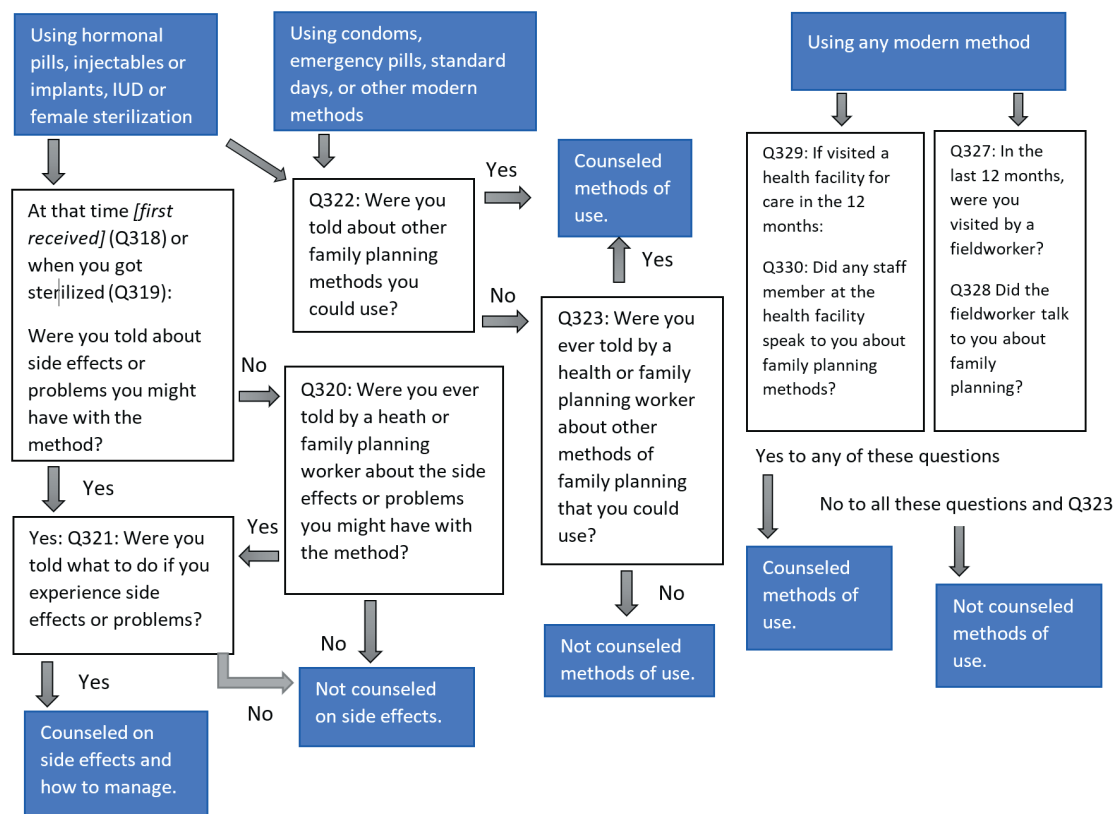 Using hormonal
pills, injectables or
implants, IUD or
female sterilization
Using condoms,
emergency pills, standard
days, or other modern
methods
Using any modern method
At that time [first
received] (Q318) or
when you got
sterilized (Q319):
Were you told about
side effects or
problems you might
have with the
method?
Q322: Were you
told about other
family planning
methods you
could use?
Yes
Counseled
methods of
use.
Yes
No
Q323: Were you
ever told by a
health or family
planning worker
about other
methods of
family planning
that you could
use?
No
Not counseled
methods of use.
No
Q320: Were you ever
told by a heath or
family planning
worker about the side
effects or problems
you might have with
the method?
Yes
Yes
Yes: Q321: Were you
told what to do if you
experience side
effects or problems?
No
Not counseled
on side effects.
Yes
No
Counseled on
side effects and
how to manage.
Q329: If visited a
health facility for
care in the 12
months:
Q330: Did any staff
member at the
health facility
speak to you about
family planning
methods?
Q327: In the
last 12 months,
were you
visited by a
fieldworker?
Q328 Did the
fieldworker talk
to you about
family
planning?
Yes to any of these questions
No to all these questions and Q323
Counseled
methods of
use.
Not counseled
methods of
use.